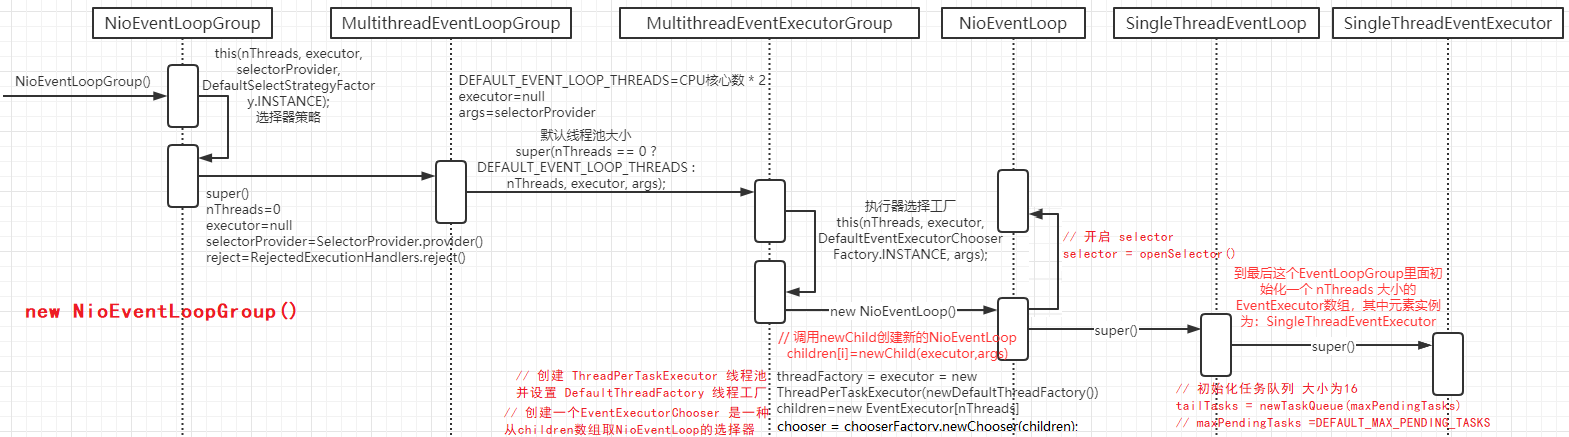 NioEventLoopGroup
MultithreadEventLoopGroup
MultithreadEventExecutorGroup
NioEventLoop
SingleThreadEventLoop
SingleThreadEventExecutor
NioEventLoopGroup()
this(nThreads, executor,
selectorProvider,
DefaultSelectStrategyFactor
y.INSTANCE);
选择器策略
DEFAULT_EVENT_LOOP_THREADS=CPU核心数 * 2
executor=null
args=selectorProvider
默认线程池大小
super(nThreads == 0 ?
DEFAULT_EVENT_LOOP_THREADS :
nThreads, executor, args);
super()
nThreads=0
executor=null
selectorProvider=SelectorProvider.provider()
reject=RejectedExecutionHandlers.reject()
执行器选择工厂
this(nThreads, executor,
DefaultEventExecutorChooser
Factory.INSTANCE, args);
// 开启 selector
selector = openSelector()
到最后这个EventLoopGroup里面初
始化一个 nThreads 大小的
EventExecutor数组，其中元素实例
为：SingleThreadEventExecutor
new NioEventLoopGroup()
new NioEventLoop()
super()
super()
// 调用newChild创建新的NioEventLoop
children[i]=newChild(executor,args)
// 创建 ThreadPerTaskExecutor 线程池
并设置 DefaultThreadFactory 线程工厂
// 创建一个EventExecutorChooser 是一种
从children数组取NioEventLoop的选择器
threadFactory = executor = new
ThreadPerTaskExecutor(newDefaultThreadFactory())
children=new EventExecutor[nThreads]
chooser = chooserFactory.newChooser(children);
// 初始化任务队列 大小为16
tailTasks = newTaskQueue(maxPendingTasks)
// maxPendingTasks =DEFAULT_MAX_PENDING_TASKS